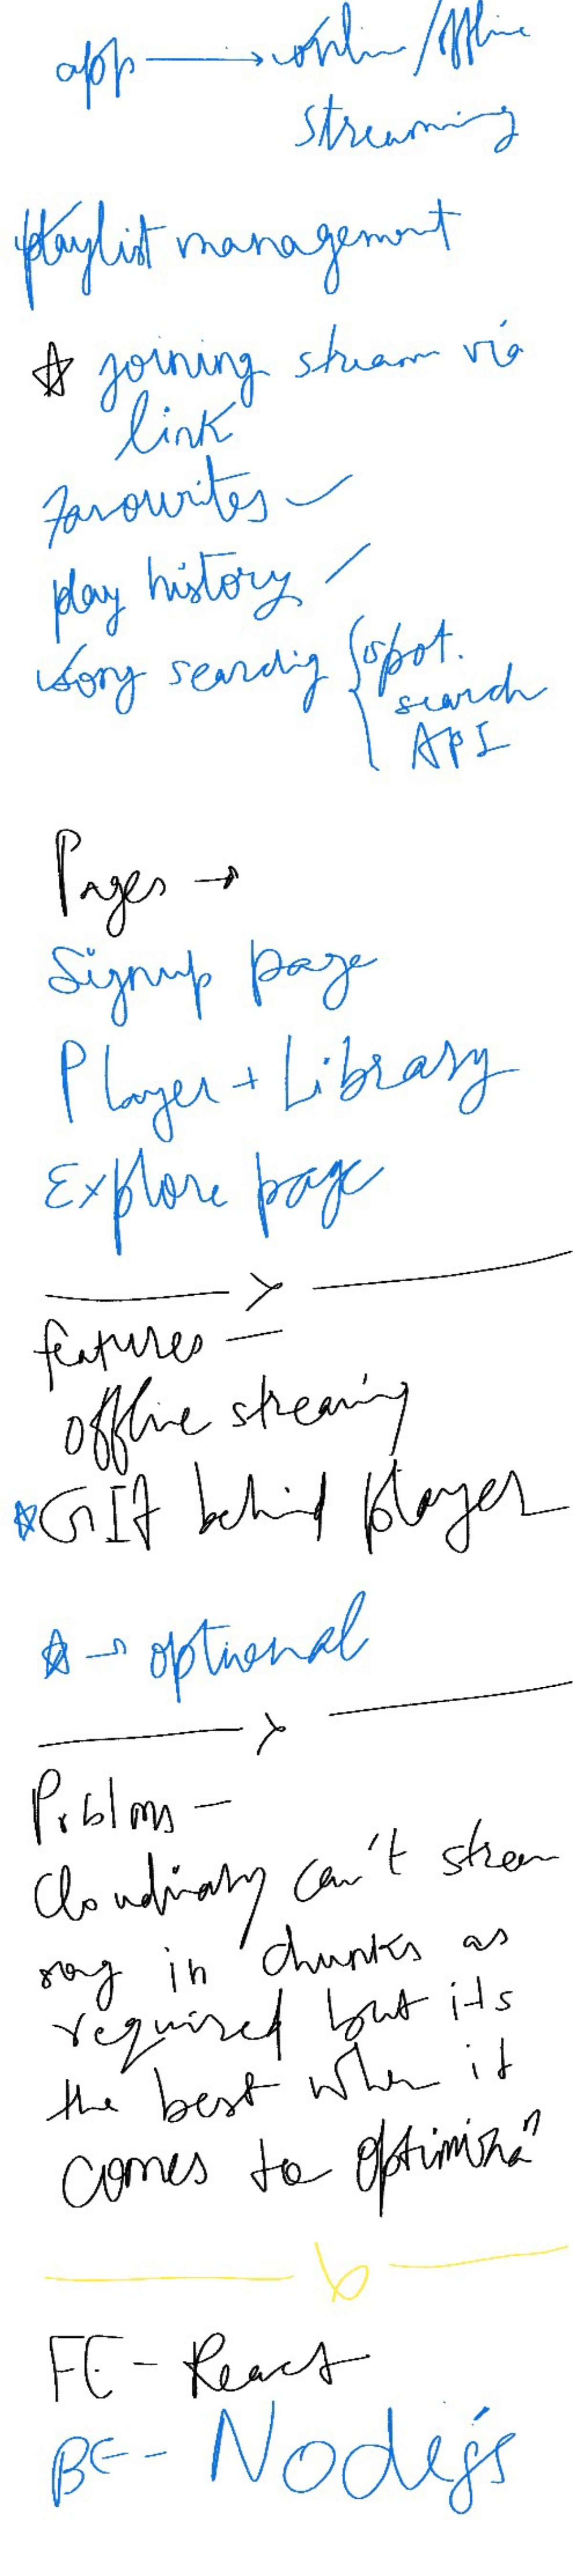 app → online/offline
streaming
playlist management
☆ joining stream via
link
favourites ✓
play history ✓
song searching { spot.
search
API
Pages →
Signup page
Player + Library
Explore page
features —
offline streaming
☆ GIF behind player
☆ → optional
Problms —
Cloudinary can't stream
song in chunks as
required but its
the best when it
comes to optimizaⁿ
FE - React
BE - Nodejs